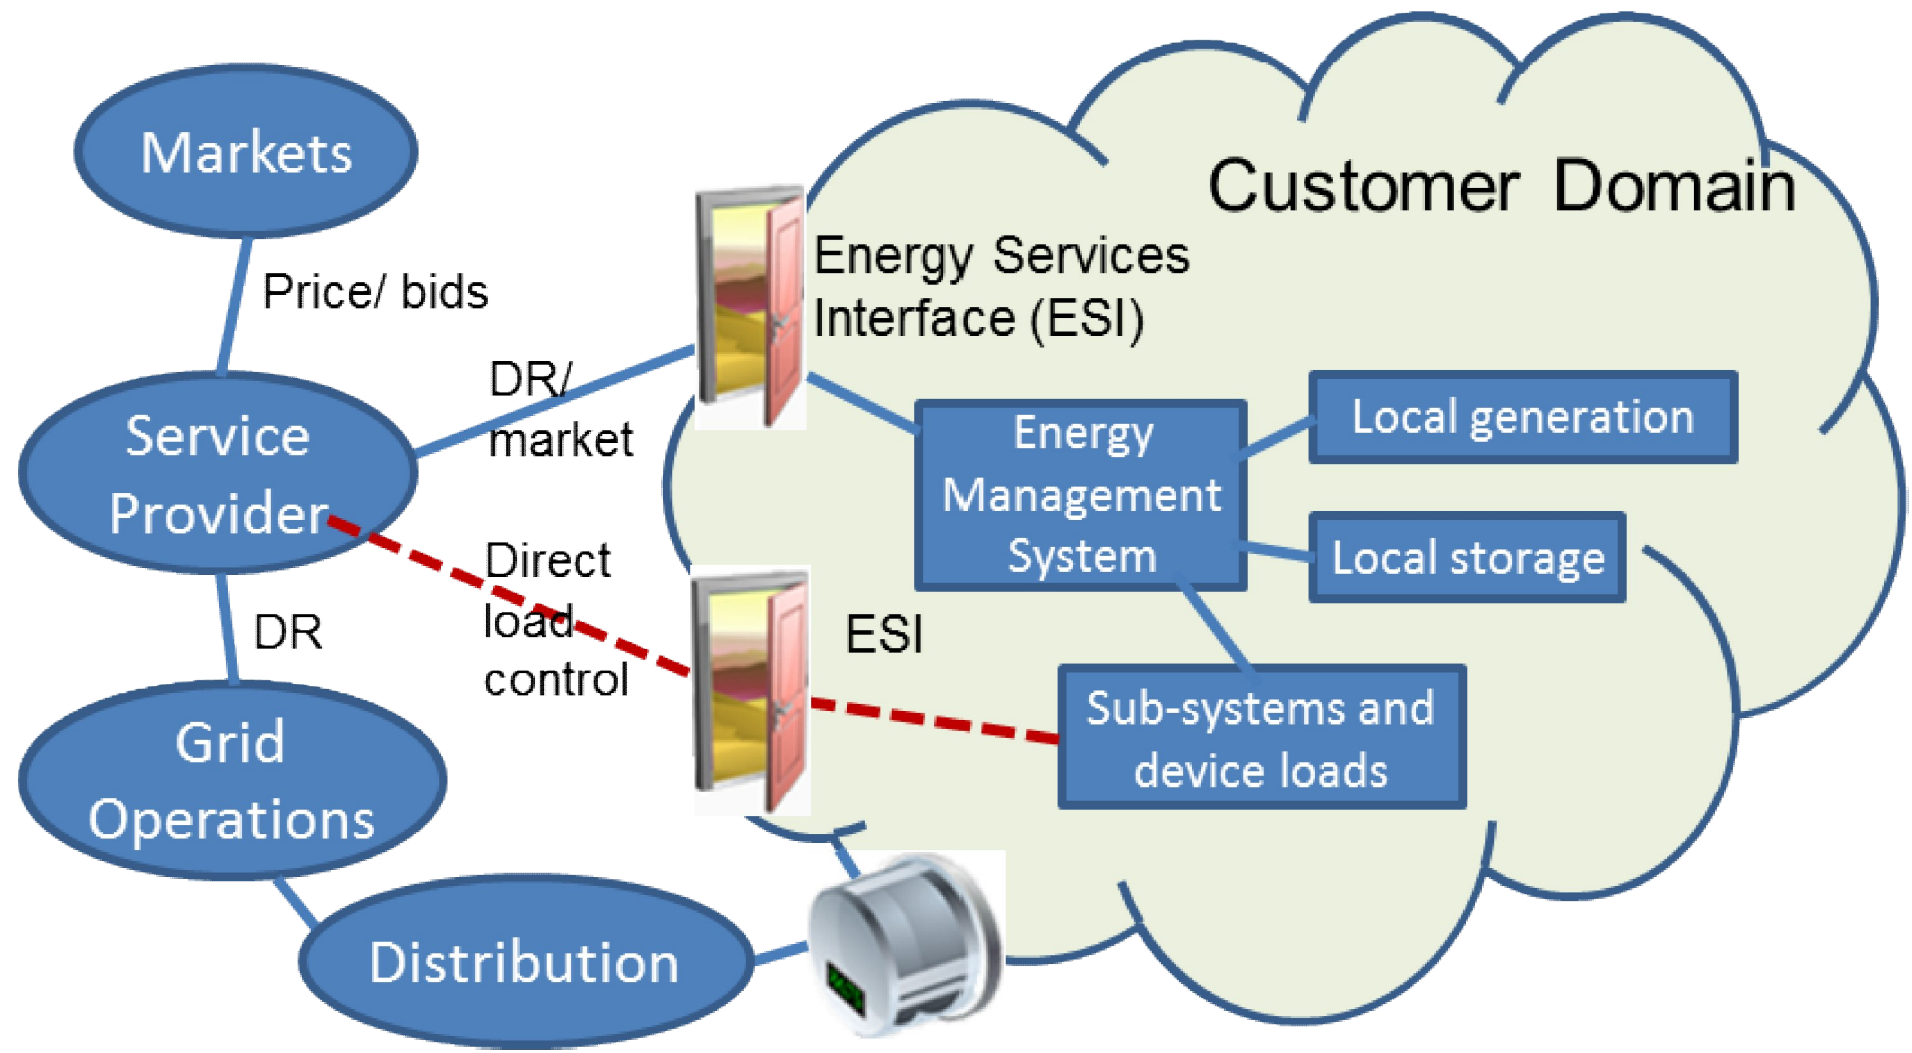 Markets
Customer Domain
Price/ bids
Energy Services
Interface (ESI)
DR/
market
Service
Provider
Energy
Management
System
Local generation
Local storage
Direct
load
control
DR
ESI
Sub-systems and
device loads
Grid
Operations
Distribution